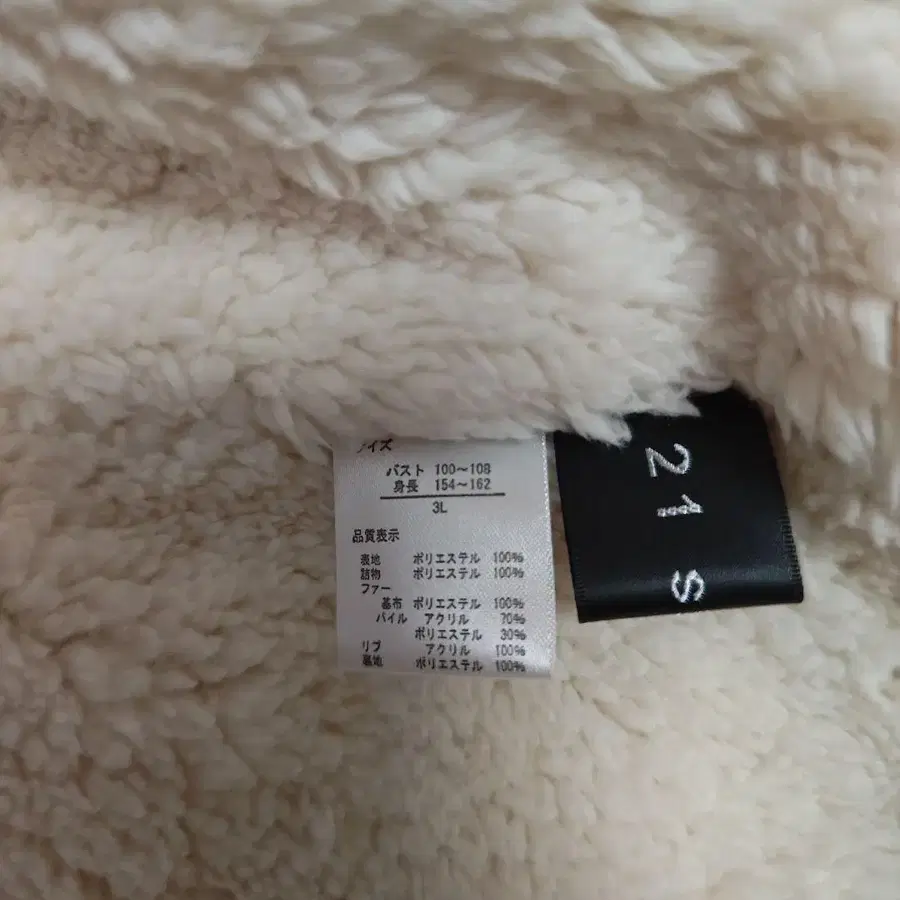 イズ
バスト 100～108
身長 154～162
3L
品質表示
表地 ポリエステル 100%
詰物 ポリエステル 100%
ファー
基布 ポリエステル 100%
パイル アクリル 70%
ポリエステル 30%
リブ アクリル 100%
裏地 ポリエステル 100%
21 S